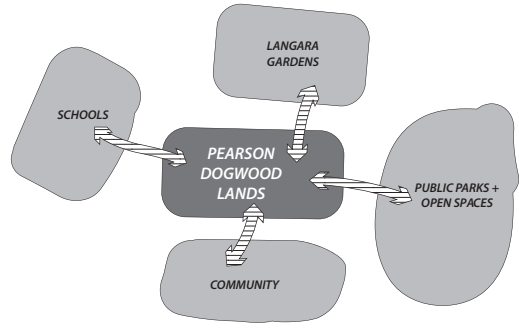 LANGARA
GARDENS
SCHOOLS
PEARSON
DOGWOOD
LANDS
PUBLIC PARKS +
OPEN SPACES
COMMUNITY